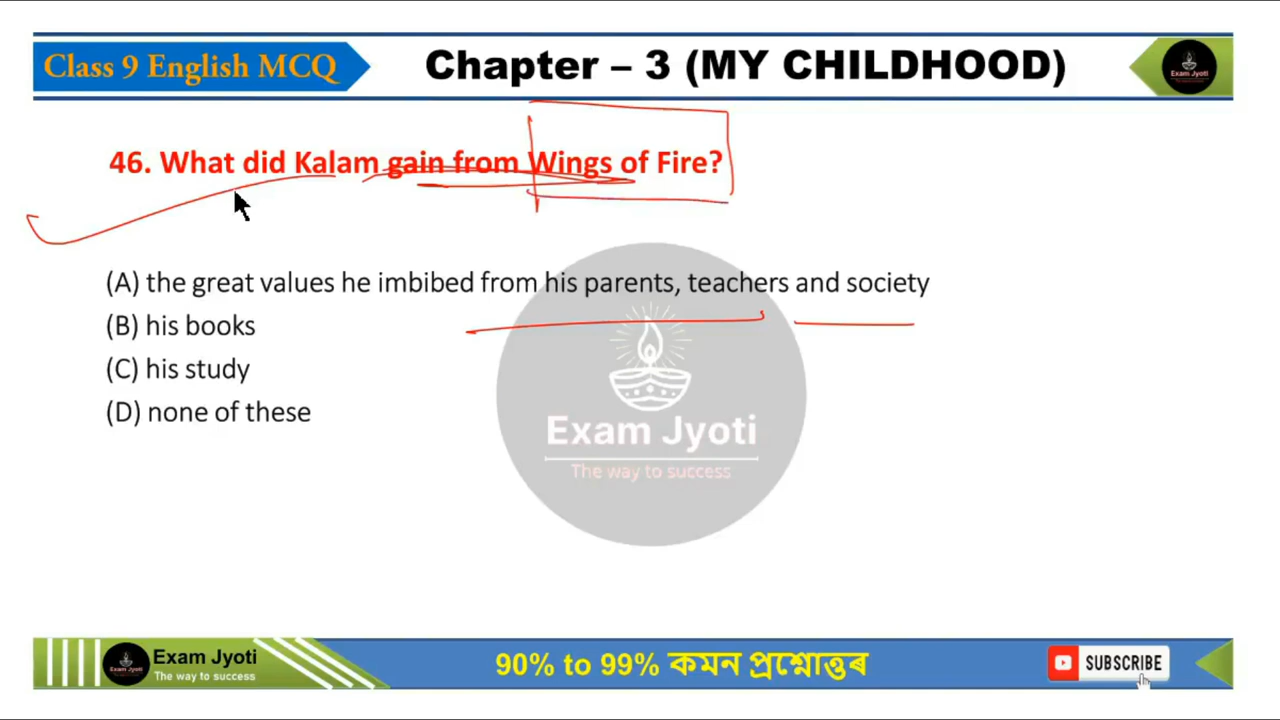 Class 9 English MCQ
Chapter – 3 (MY CHILDHOOD)
Exam Jyoti
46. What did Kalam gain from Wings of Fire?
(A) the great values he imbibed from his parents, teachers and society
(B) his books
(C) his study
(D) none of these
Exam Jyoti
The way to success
Exam Jyoti
The way to success
90% to 99% কমন প্ৰশ্নোত্তৰ
SUBSCRIBE